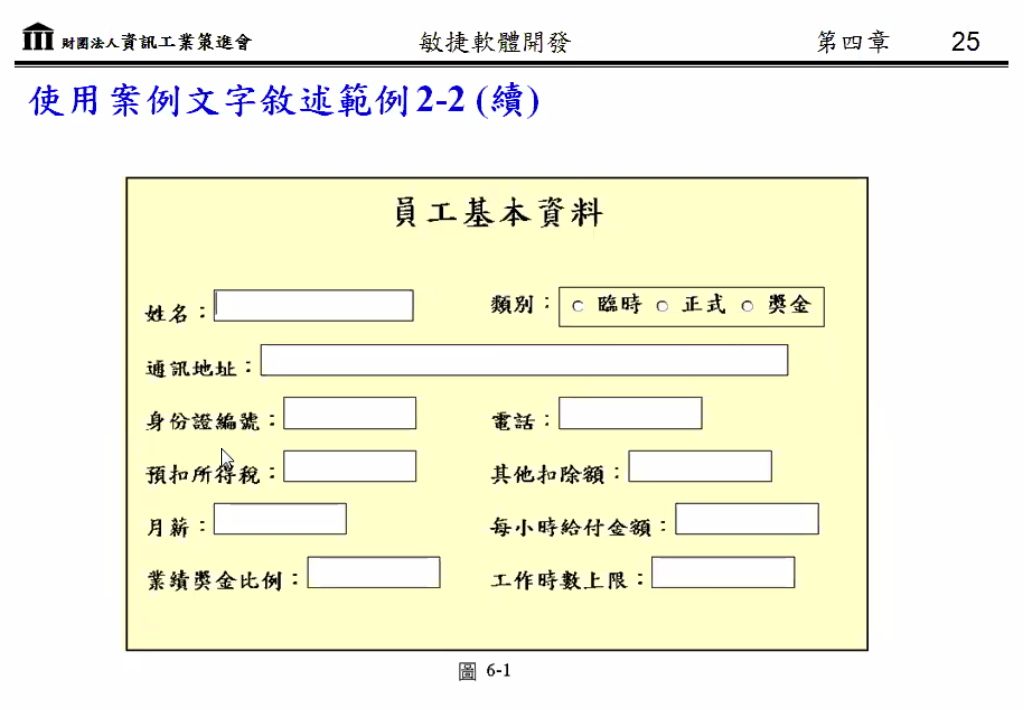 財團法人資訊工業策進會 敏捷軟體開發 第四章 25
使用案例文字敘述範例2-2 (續)
員工基本資料
姓名： 類別： 臨時 正式 獎金
通訊地址：
身份證編號： 電話：
預扣所得稅： 其他扣除額：
月薪： 每小時給付金額：
業績獎金比例： 工作時數上限：
圖 6-1